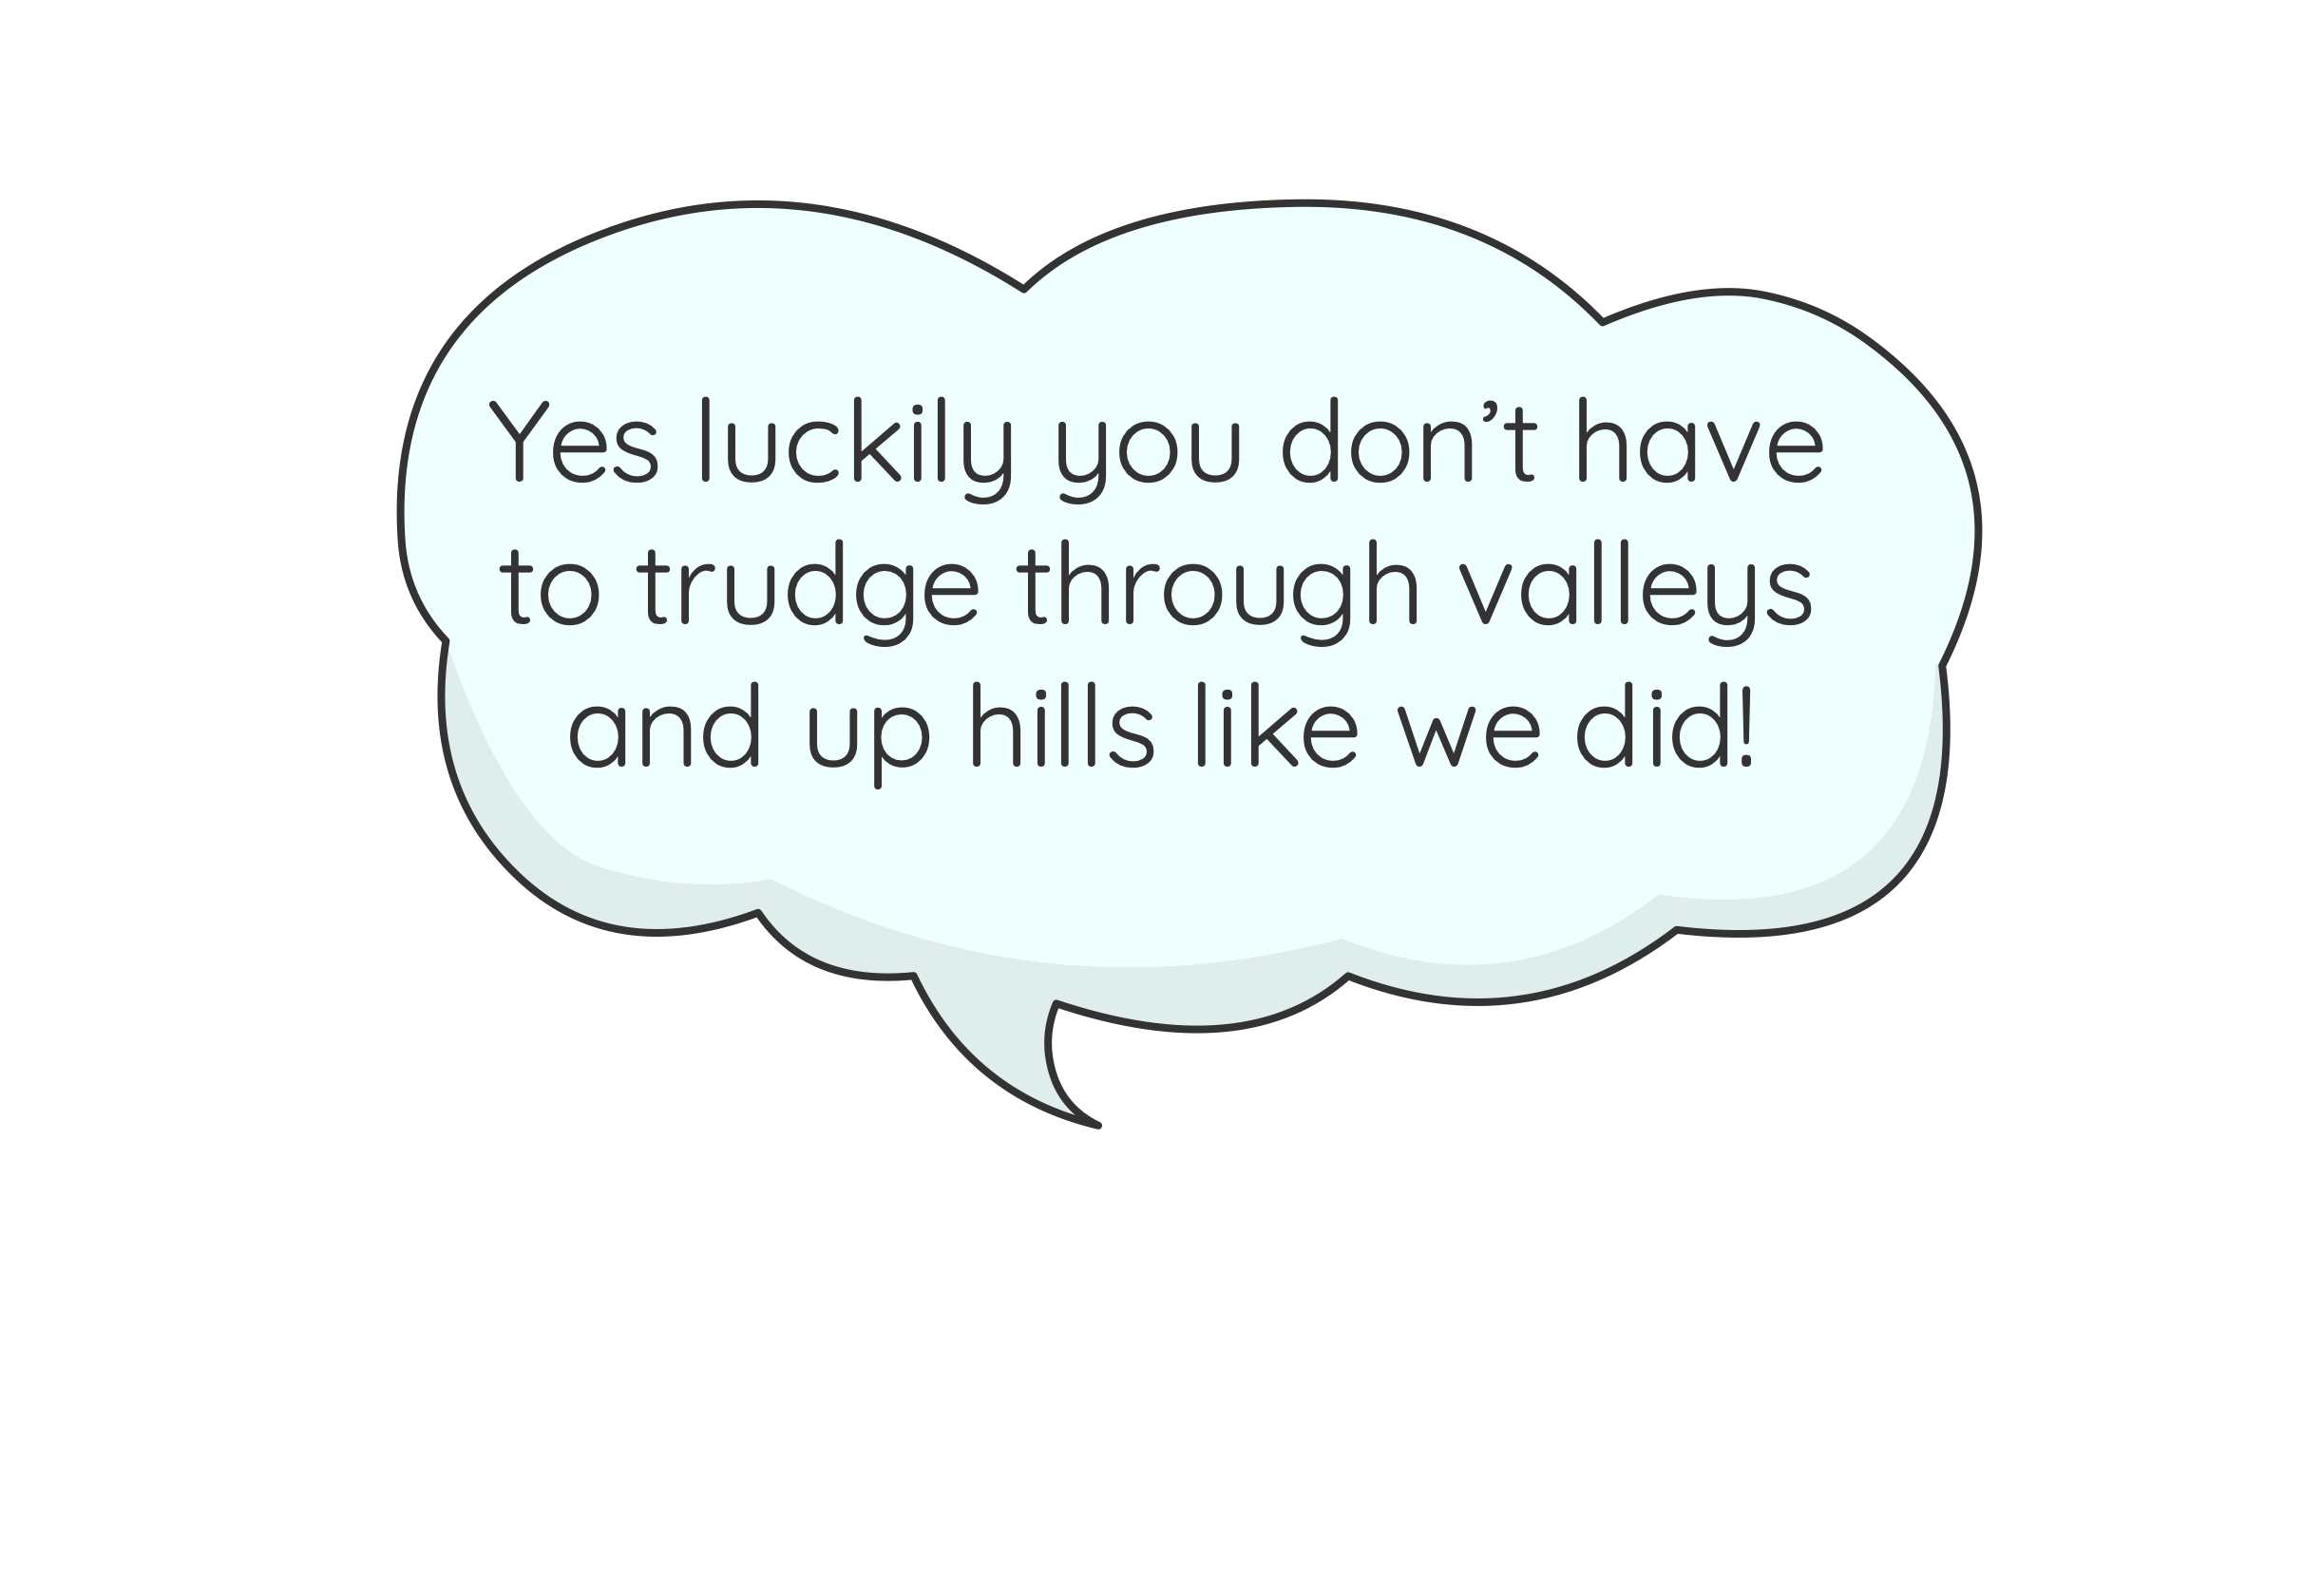 Yes luckily you don’t have
to trudge through valleys
and up hills like we did!